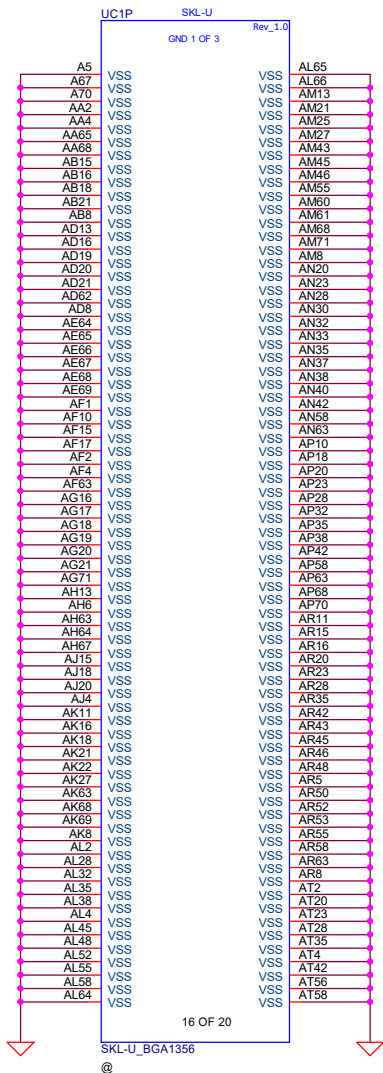 UC1P SKL-U
Rev_1.0
GND 1 OF 3
A5 VSS VSS AL65
A67 VSS VSS AL66
A70 VSS VSS AM13
AA2 VSS VSS AM21
AA4 VSS VSS AM25
AA65 VSS VSS AM27
AA68 VSS VSS AM43
AB15 VSS VSS AM45
AB16 VSS VSS AM46
AB18 VSS VSS AM55
AB21 VSS VSS AM60
AB8 VSS VSS AM61
AD13 VSS VSS AM68
AD16 VSS VSS AM71
AD19 VSS VSS AM8
AD20 VSS VSS AN20
AD21 VSS VSS AN23
AD62 VSS VSS AN28
AD8 VSS VSS AN30
AE64 VSS VSS AN32
AE65 VSS VSS AN33
AE66 VSS VSS AN35
AE67 VSS VSS AN37
AE68 VSS VSS AN38
AE69 VSS VSS AN40
AF1 VSS VSS AN42
AF10 VSS VSS AN58
AF15 VSS VSS AN63
AF17 VSS VSS AP10
AF2 VSS VSS AP18
AF4 VSS VSS AP20
AF63 VSS VSS AP23
AG16 VSS VSS AP28
AG17 VSS VSS AP32
AG18 VSS VSS AP35
AG19 VSS VSS AP38
AG20 VSS VSS AP42
AG21 VSS VSS AP58
AG71 VSS VSS AP63
AH13 VSS VSS AP68
AH6 VSS VSS AP70
AH63 VSS VSS AR11
AH64 VSS VSS AR15
AH67 VSS VSS AR16
AJ15 VSS VSS AR20
AJ18 VSS VSS AR23
AJ20 VSS VSS AR28
AJ4 VSS VSS AR35
AK11 VSS VSS AR42
AK16 VSS VSS AR43
AK18 VSS VSS AR45
AK21 VSS VSS AR46
AK22 VSS VSS AR48
AK27 VSS VSS AR5
AK63 VSS VSS AR50
AK68 VSS VSS AR52
AK69 VSS VSS AR53
AK8 VSS VSS AR55
AL2 VSS VSS AR58
AL28 VSS VSS AR63
AL32 VSS VSS AR8
AL35 VSS VSS AT2
AL38 VSS VSS AT20
AL4 VSS VSS AT23
AL45 VSS VSS AT28
AL48 VSS VSS AT35
AL52 VSS VSS AT4
AL55 VSS VSS AT42
AL58 VSS VSS AT56
AL64 VSS VSS AT58
16 OF 20
SKL-U_BGA1356
@